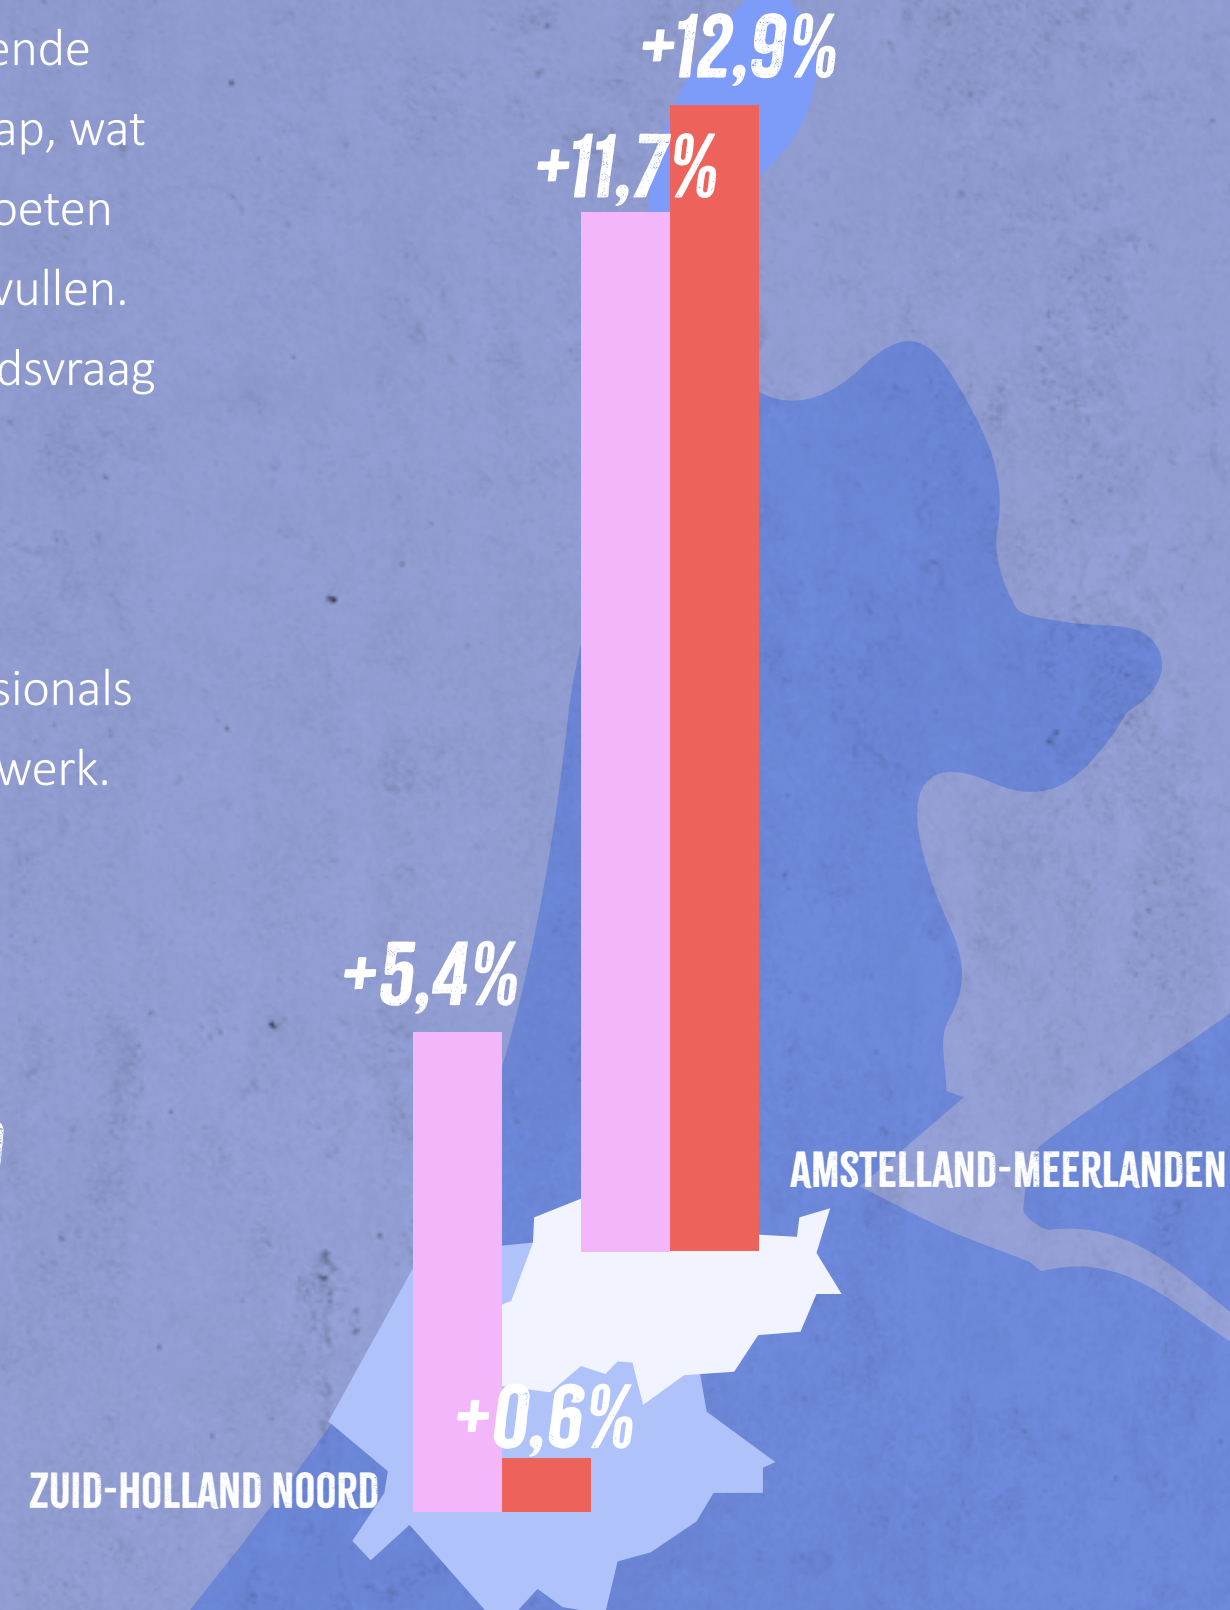 ende
ap, wat
oeten
vullen.
dsvraag
sionals
werk.
+12,9%
+11,7%
+5,4%
AMSTELLAND-MEERLANDEN
+0,6%
ZUID-HOLLAND NOORD